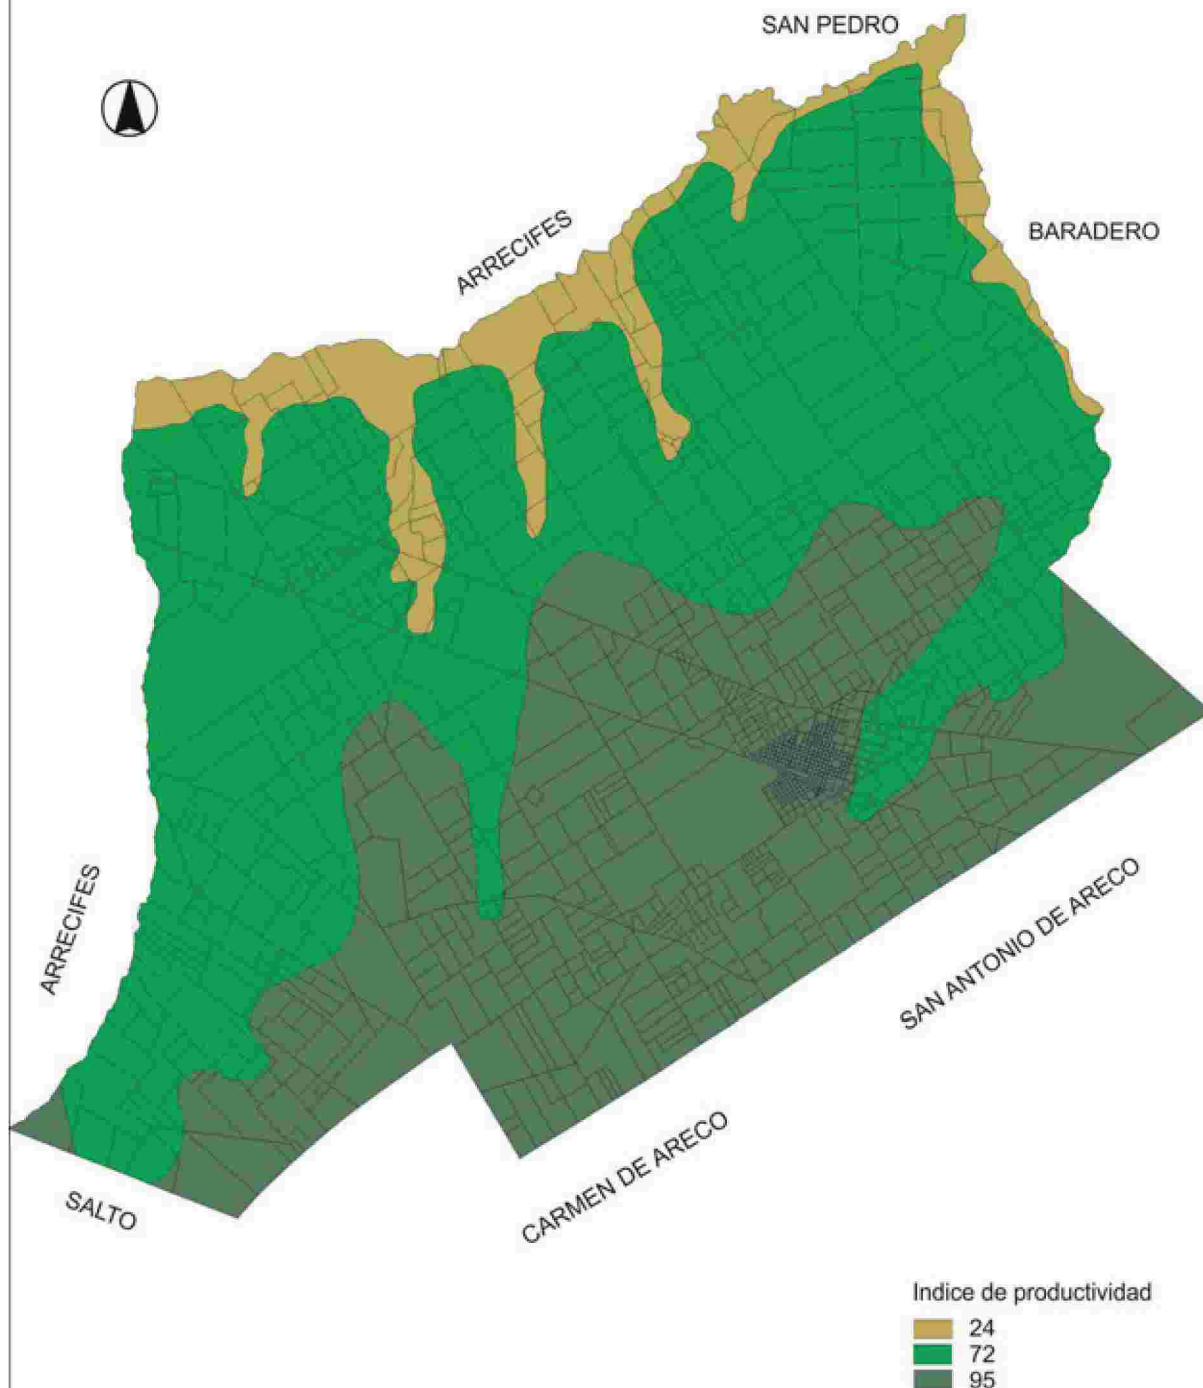 SAN PEDRO
ARRECIFES
BARADERO
ARRECIFES
SAN ANTONIO DE ARECO
CARMEN DE ARECO
SALTO
Indice de productividad
24
72
95